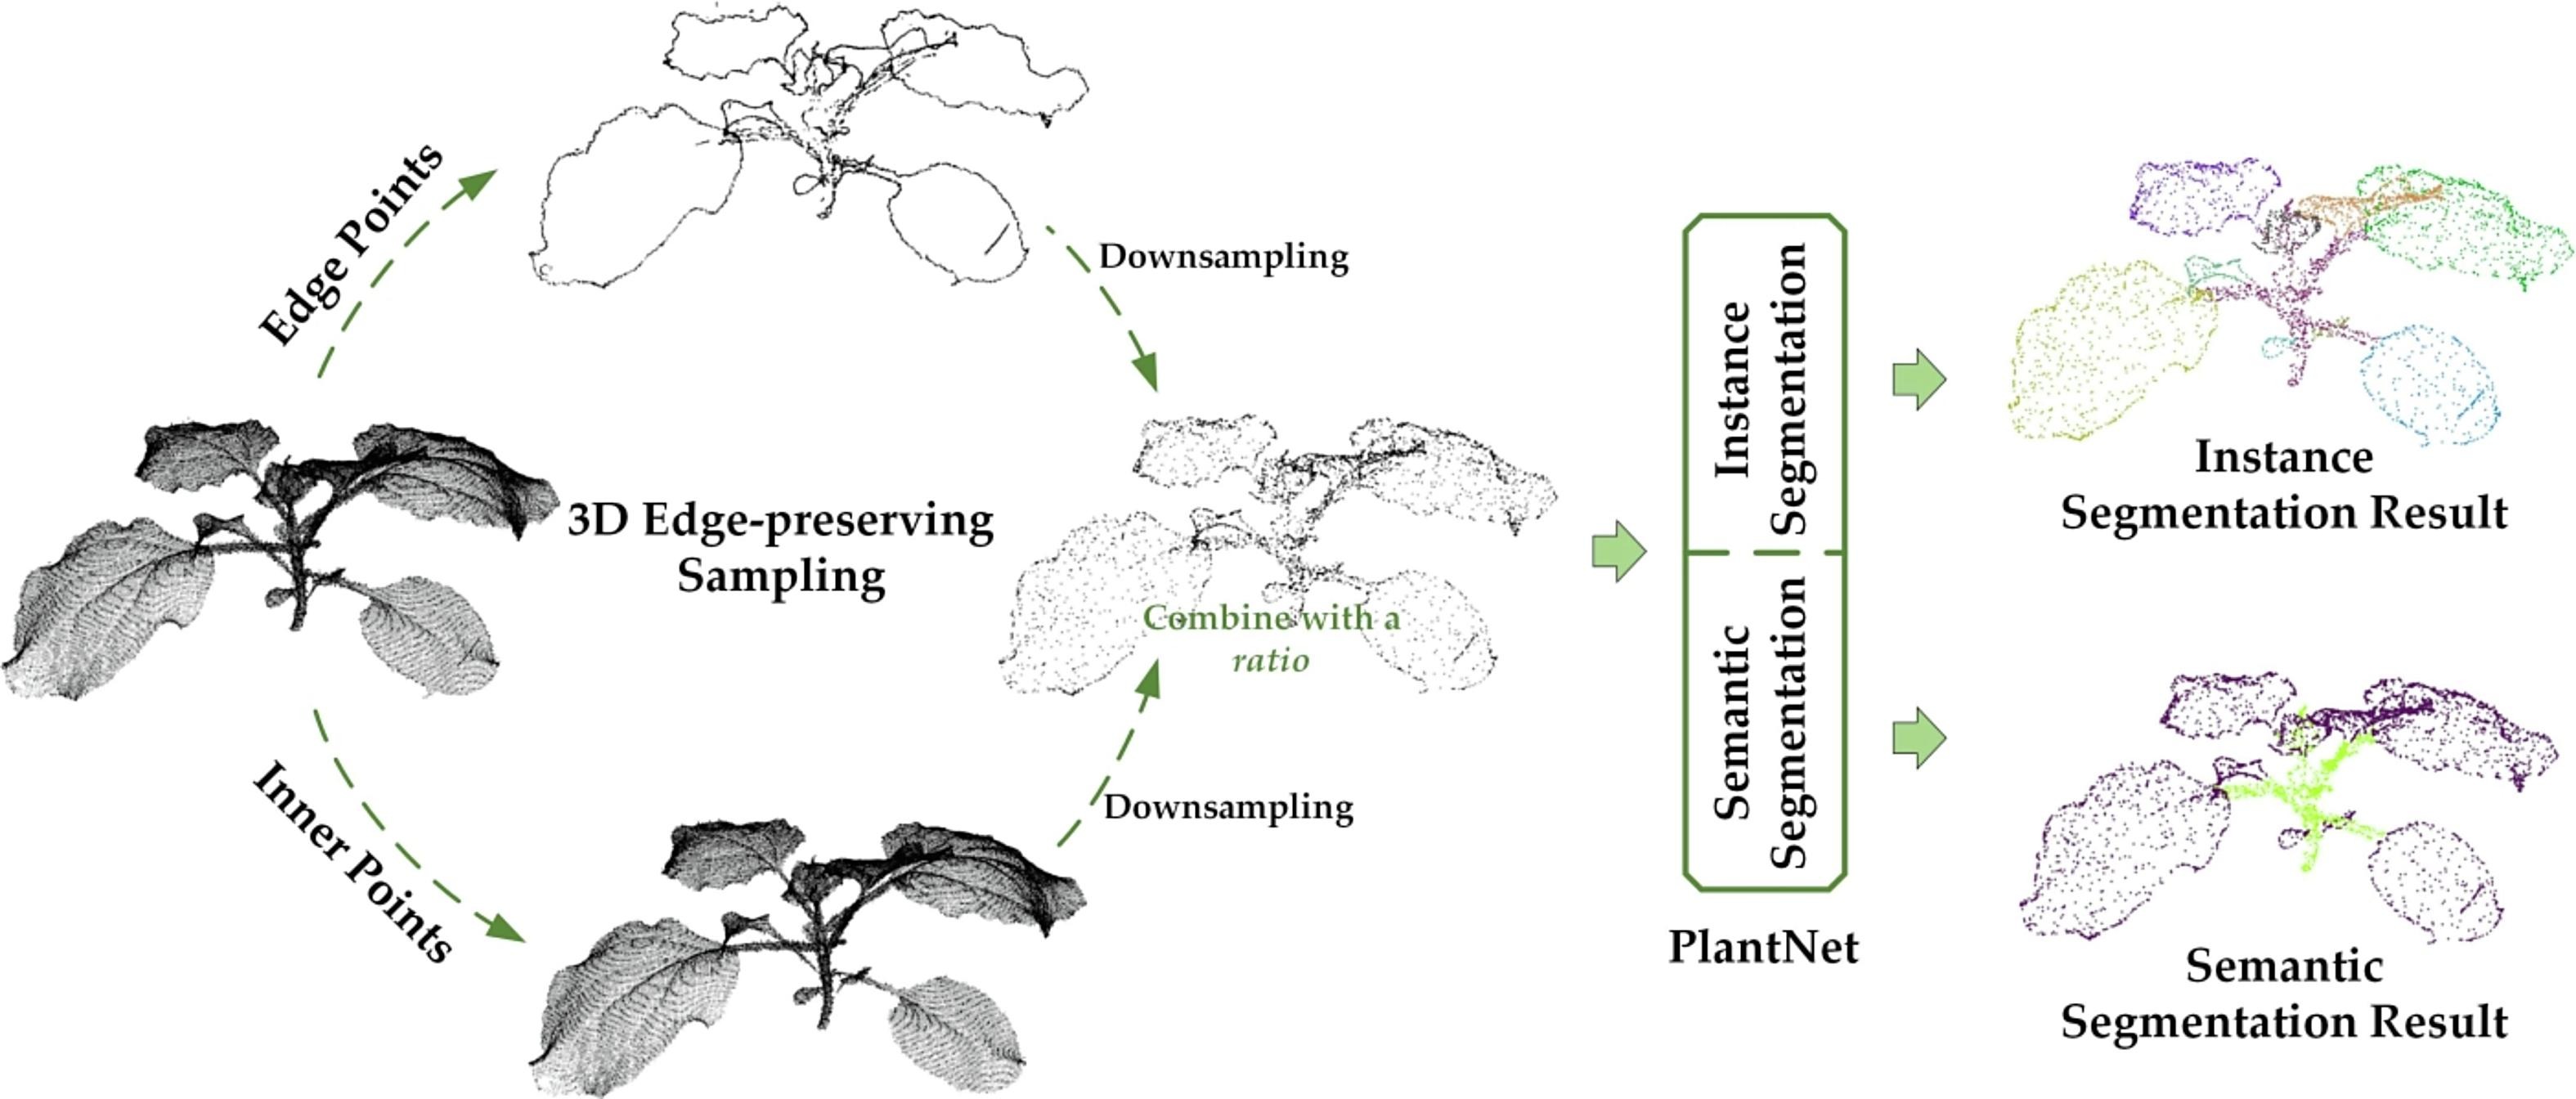 Edge Points
Downsampling
3D Edge-preserving
Sampling
Combine with a
ratio
Inner Points
Downsampling
Instance
Segmentation
Semantic
Segmentation
PlantNet
Instance
Segmentation Result
Semantic
Segmentation Result